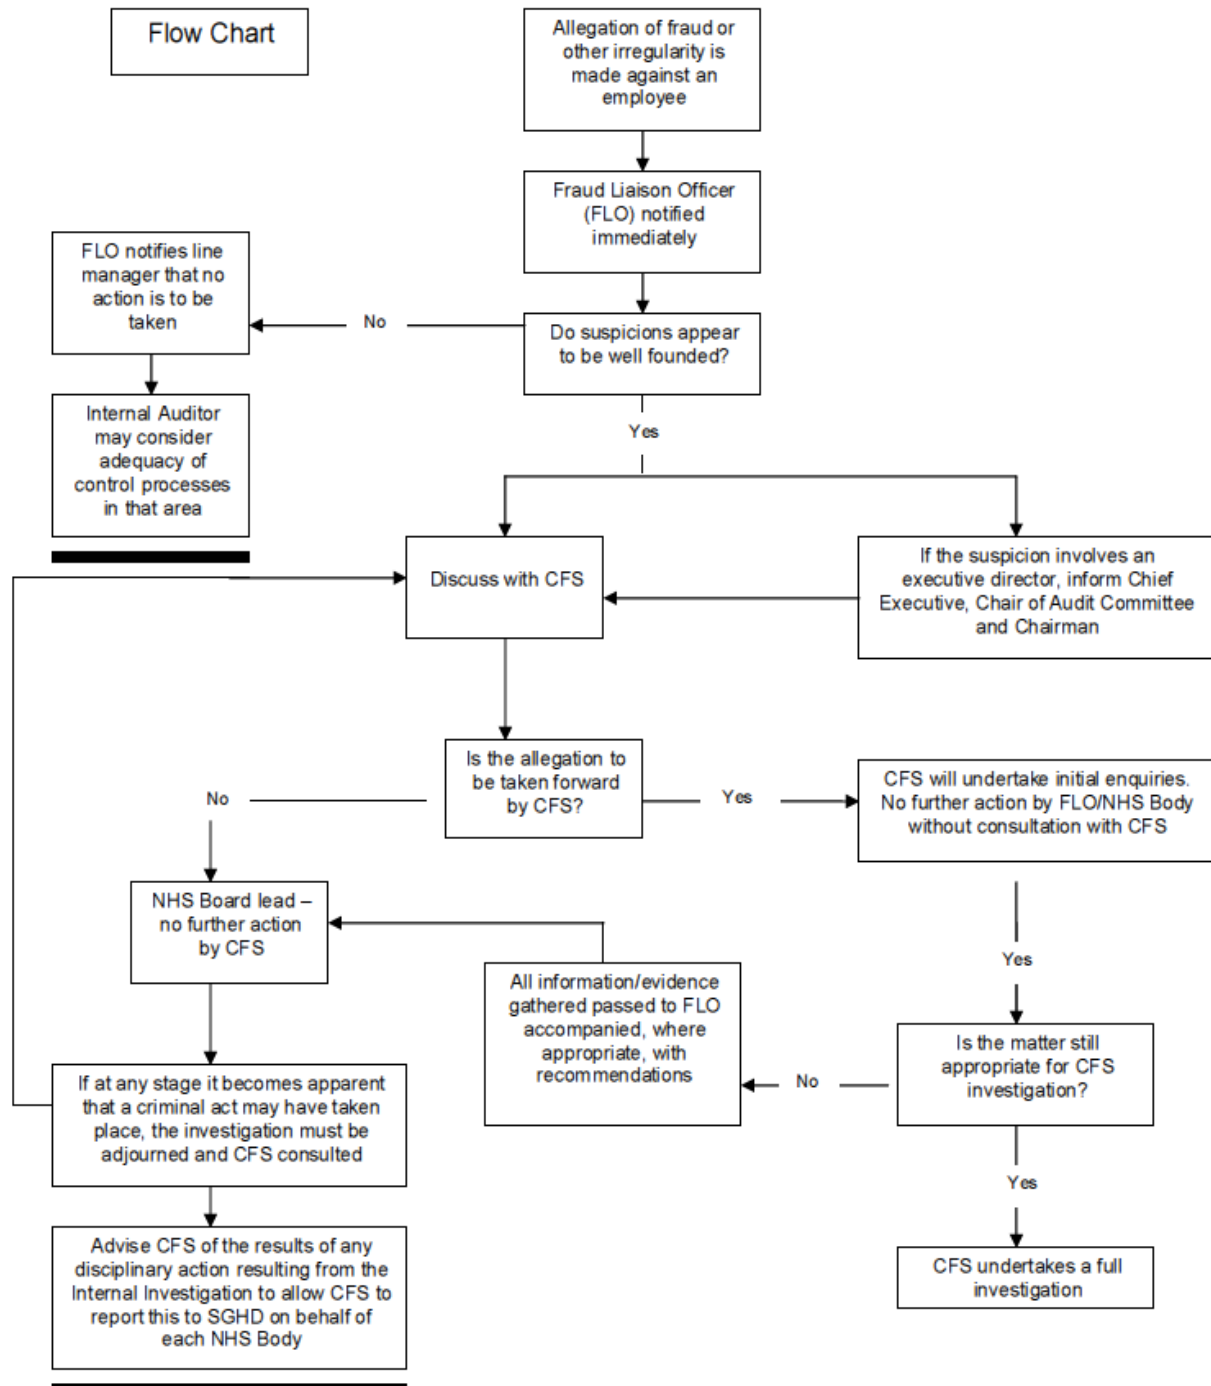 Flow Chart
Allegation of fraud or
other irregularity is
made against an
employee
Fraud Liaison Officer
(FLO) notified
immediately
FLO notifies line
manager that no
action is to be
taken
No
Do suspicions appear
to be well founded?
Internal Auditor
may consider
adequacy of
control processes
in that area
Yes
Discuss with CFS
If the suspicion involves an
executive director, inform Chief
Executive, Chair of Audit Committee
and Chairman
Is the allegation to
be taken forward
by CFS?
No
Yes
CFS will undertake initial enquiries.
No further action by FLO/NHS Body
without consultation with CFS
NHS Board lead –
no further action
by CFS
All information/evidence
gathered passed to FLO
accompanied, where
appropriate, with
recommendations
Yes
Is the matter still
appropriate for CFS
investigation?
No
If at any stage it becomes apparent
that a criminal act may have taken
place, the investigation must be
adjourned and CFS consulted
Yes
Advise CFS of the results of any
disciplinary action resulting from the
Internal Investigation to allow CFS to
report this to SGHD on behalf of
each NHS Body
CFS undertakes a full
investigation